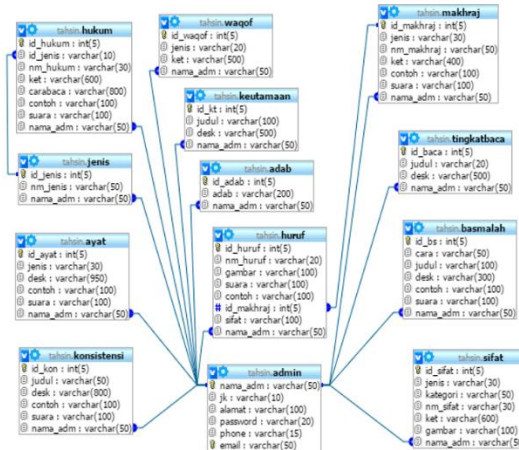 tahsin.hukum
id_hukum : int(5)
id_jenis : varchar(10)
nm_hukum : varchar(30)
ket : varchar(600)
carabaca : varchar(800)
contoh : varchar(100)
suara : varchar(100)
nama_adm : varchar(50)
tahsin.jenis
id_jenis : int(5)
nm_jenis : varchar(50)
nama_adm : varchar(50)
tahsin.ayat
id_ayat : int(5)
jenis : varchar(30)
desk : varchar(950)
contoh : varchar(100)
suara : varchar(100)
nama_adm : varchar(50)
tahsin.konsistensi
id_kon : int(5)
judul : varchar(50)
desk : varchar(800)
contoh : varchar(100)
suara : varchar(100)
nama_adm : varchar(50)
tahsin.waqof
id_waqof : int(5)
jenis : varchar(20)
ket : varchar(500)
nama_adm : varchar(50)
tahsin.keutamaan
id_kt : int(5)
judul : varchar(100)
desk : varchar(500)
nama_adm : varchar(50)
tahsin.adab
id_adab : int(5)
adab : varchar(200)
nama_adm : varchar(50)
tahsin.huruf
id_huruf : int(5)
nm_huruf : varchar(20)
gambar : varchar(100)
suara : varchar(100)
contoh : varchar(100)
# id_makhraj : int(5)
sifat : varchar(100)
nama_adm : varchar(50)
tahsin.admin
nama_adm : varchar(50)
jk : varchar(10)
alamat : varchar(100)
password : varchar(20)
phone : varchar(15)
email : varchar(50)
tahsin.makhraj
id_makhraj : int(5)
jenis : varchar(30)
nm_makhraj : varchar(50)
ket : varchar(400)
contoh : varchar(100)
suara : varchar(100)
nama_adm : varchar(50)
tahsin.tingkatbaca
id_baca : int(5)
judul : varchar(20)
desk : varchar(500)
nama_adm : varchar(50)
tahsin.basmalah
id_bs : int(5)
cara : varchar(50)
judul : varchar(100)
desk : varchar(300)
contoh : varchar(100)
suara : varchar(100)
nama_adm : varchar(50)
tahsin.sifat
id_sifat : int(5)
jenis : varchar(30)
kategori : varchar(50)
nm_sifat : varchar(30)
ket : varchar(600)
gambar : varchar(100)
nama_adm : varchar(50)